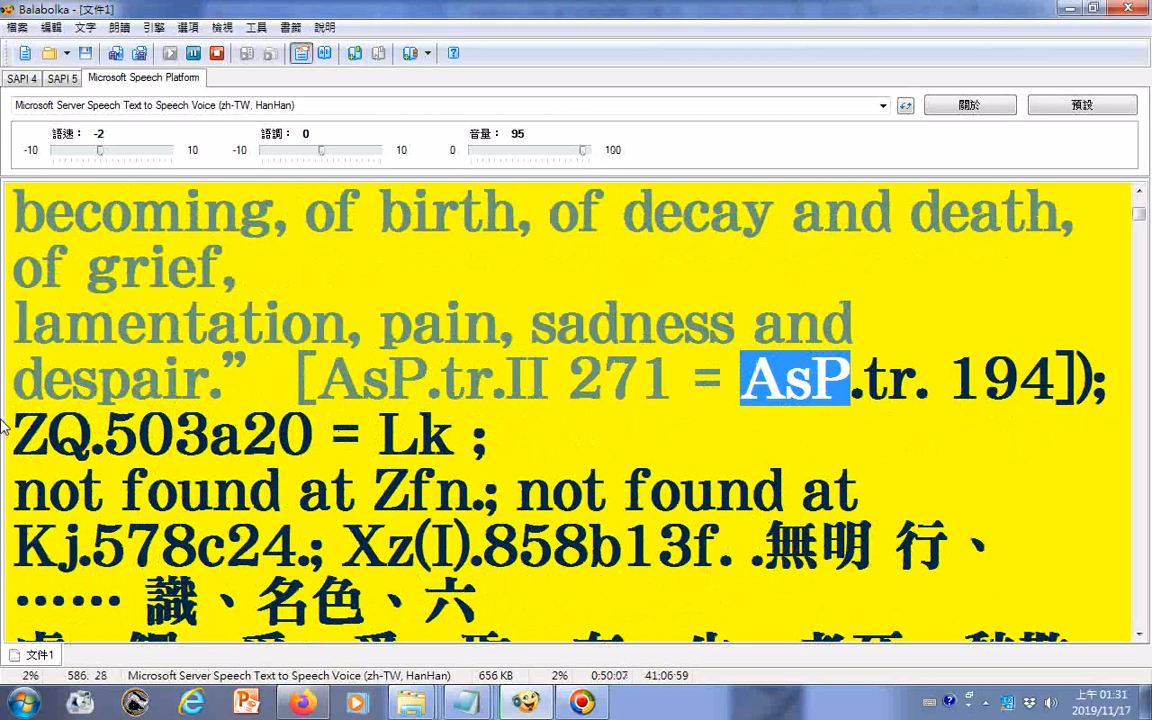 Balabolka - [文件1]
檔案 編輯 文字 朗讀 引擎 選項 檢視 工具 書籤 說明
SAPI 4 SAPI 5 Microsoft Speech Platform
Microsoft Server Speech Text to Speech Voice (zh-TW, HanHan)
關於 預設
語速： -2 語調： 0 音量： 95
-10 10 -10 10 0 100
becoming, of birth, of decay and death,
of grief,
lamentation, pain, sadness and
despair.” [AsP.tr.II 271 = AsP.tr. 194]);
ZQ.503a20 = Lk ;
not found at Zfn.; not found at
Kj.578c24.; Xz(I).858b13f. .無明 行、
…… 識、名色、六
文件1
2% 586: 28 Microsoft Server Speech Text to Speech Voice (zh-TW, HanHan) 656 KB 2% 0:50:07 41:06:59
上午 01:31
2019/11/17